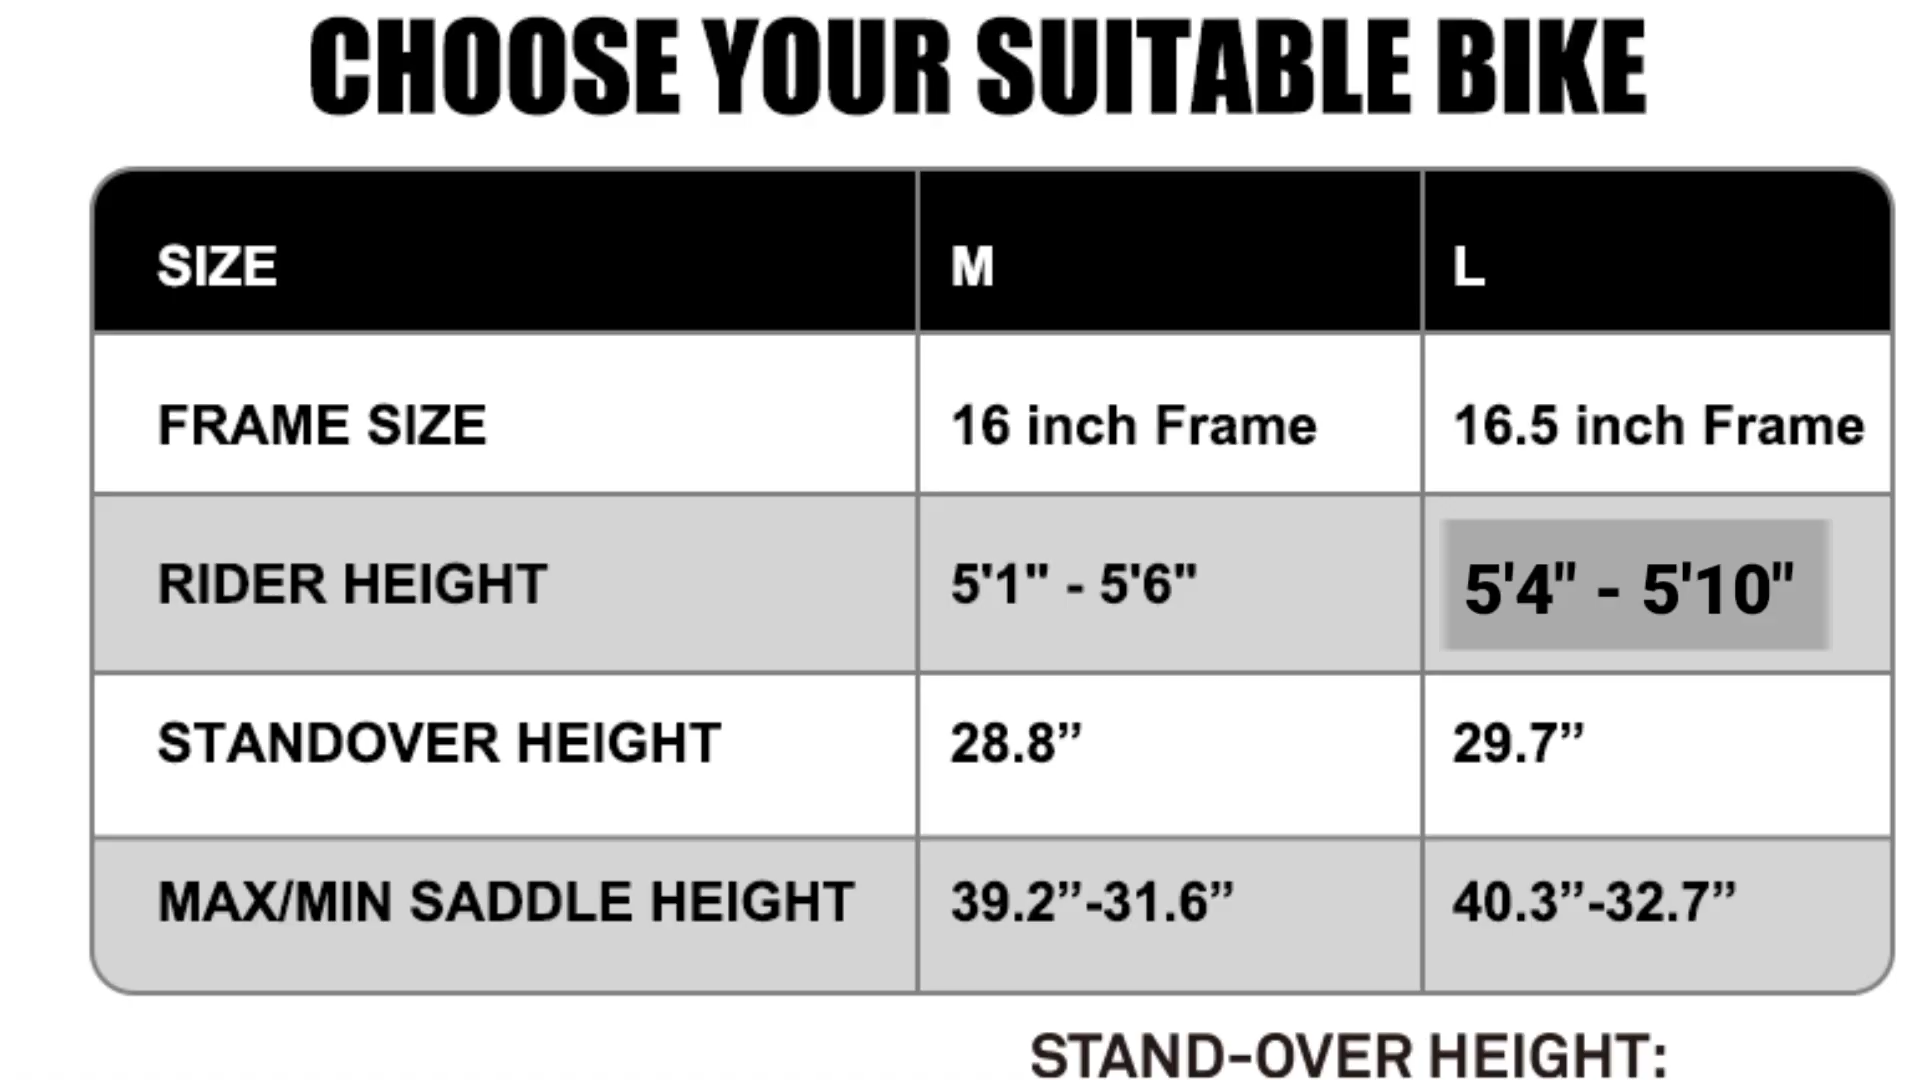 CHOOSE YOUR SUITABLE BIKE
SIZE M L
FRAME SIZE 16 inch Frame 16.5 inch Frame
RIDER HEIGHT 5'1" - 5'6" 5'4" - 5'10"
STANDOVER HEIGHT 28.8” 29.7”
MAX/MIN SADDLE HEIGHT 39.2”-31.6” 40.3”-32.7”
STAND-OVER HEIGHT: